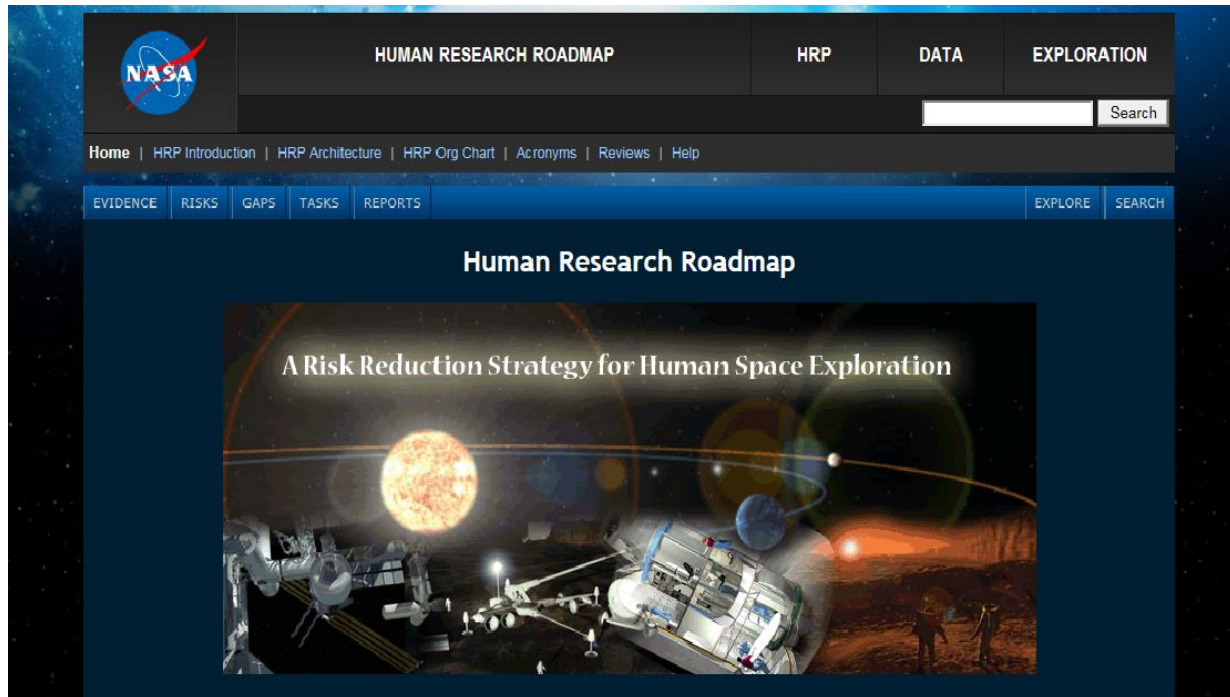 NASA
HUMAN RESEARCH ROADMAP
HRP
DATA
EXPLORATION
Search
Home | HRP Introduction | HRP Architecture | HRP Org Chart | Acronyms | Reviews | Help
EVIDENCE RISKS GAPS TASKS REPORTS EXPLORE SEARCH
Human Research Roadmap
A Risk Reduction Strategy for Human Space Exploration